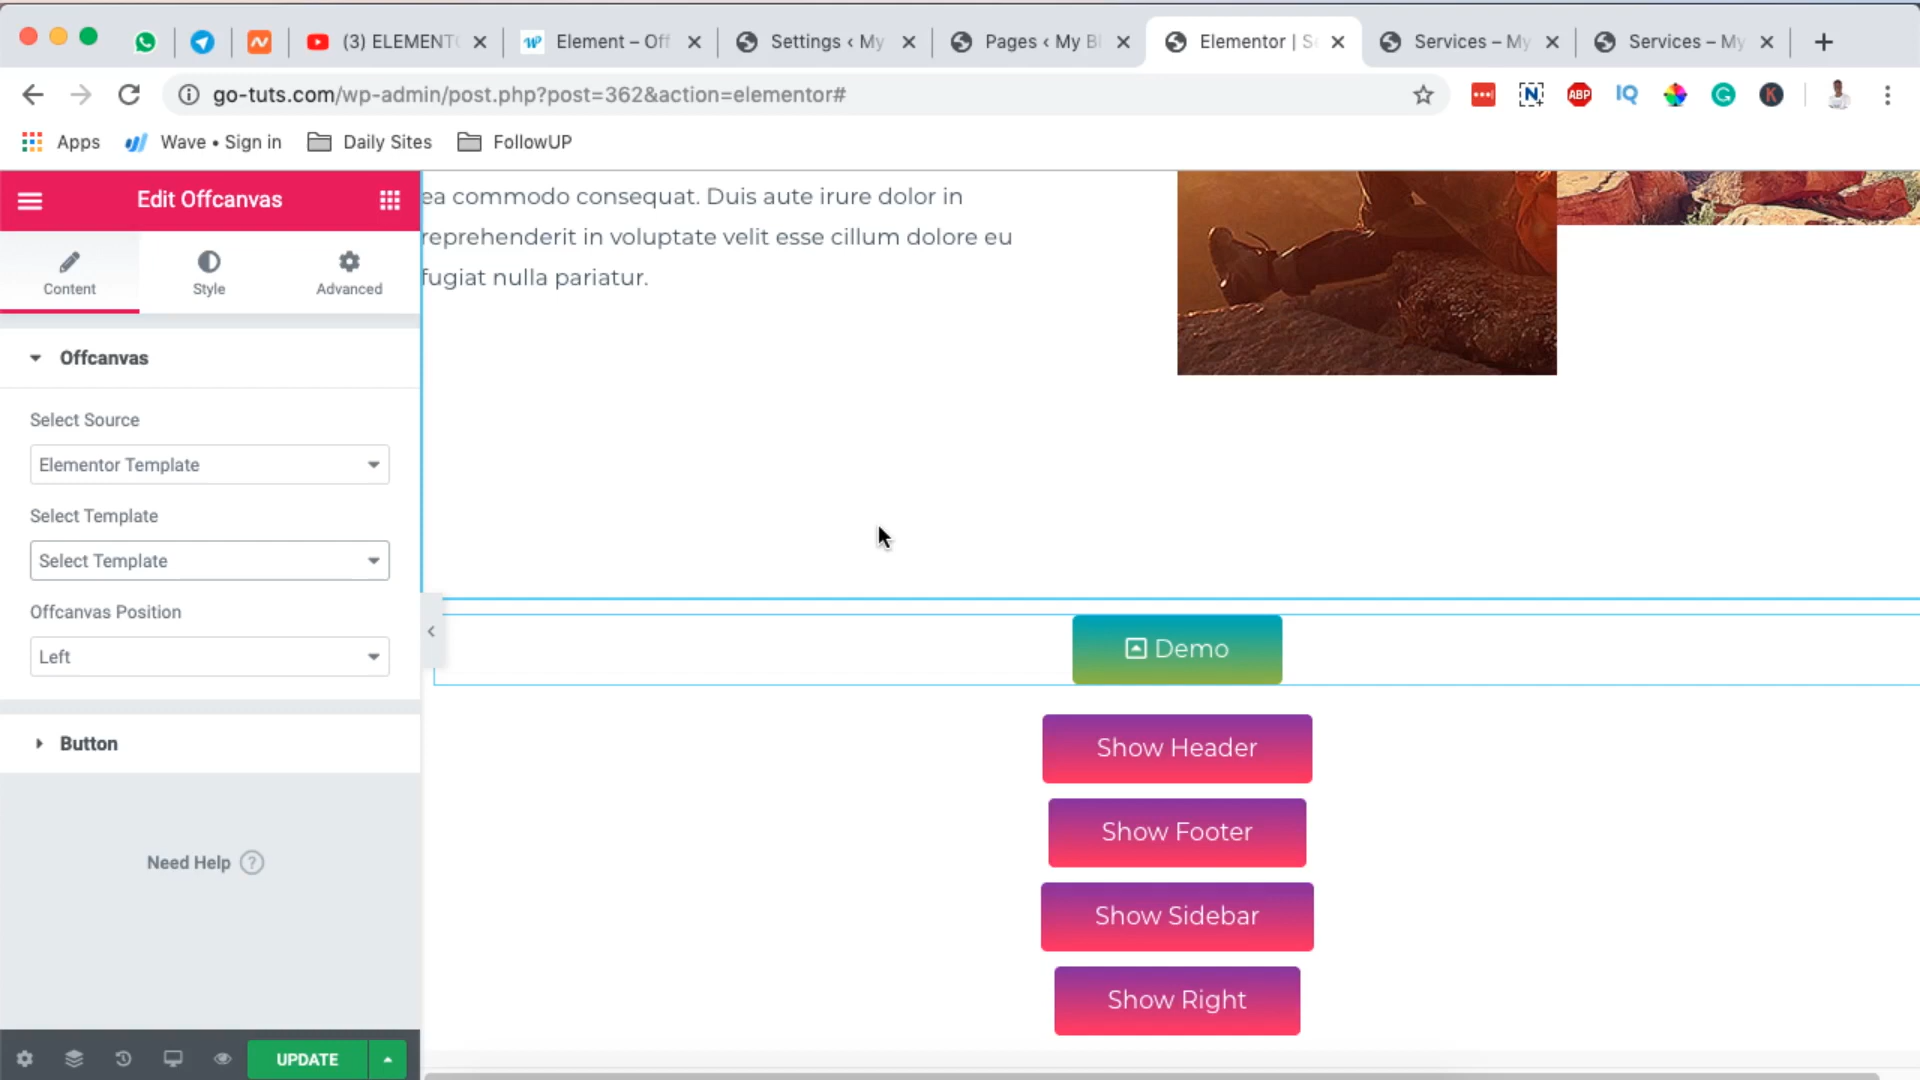 (3) ELEMENT
Element – Off
Settings ‹ My
Pages ‹ My Bl
Elementor | Se
Services – My
Services – My
go-tuts.com/wp-admin/post.php?post=362&action=elementor#
ABP
IQ
Apps
Wave • Sign in
Daily Sites
FollowUP
Edit Offcanvas
Content
Style
Advanced
Offcanvas
Select Source
Elementor Template
Select Template
Select Template
Offcanvas Position
Left
Button
Need Help ?
UPDATE
ea commodo consequat. Duis aute irure dolor in
reprehenderit in voluptate velit esse cillum dolore eu
fugiat nulla pariatur.
Demo
Show Header
Show Footer
Show Sidebar
Show Right